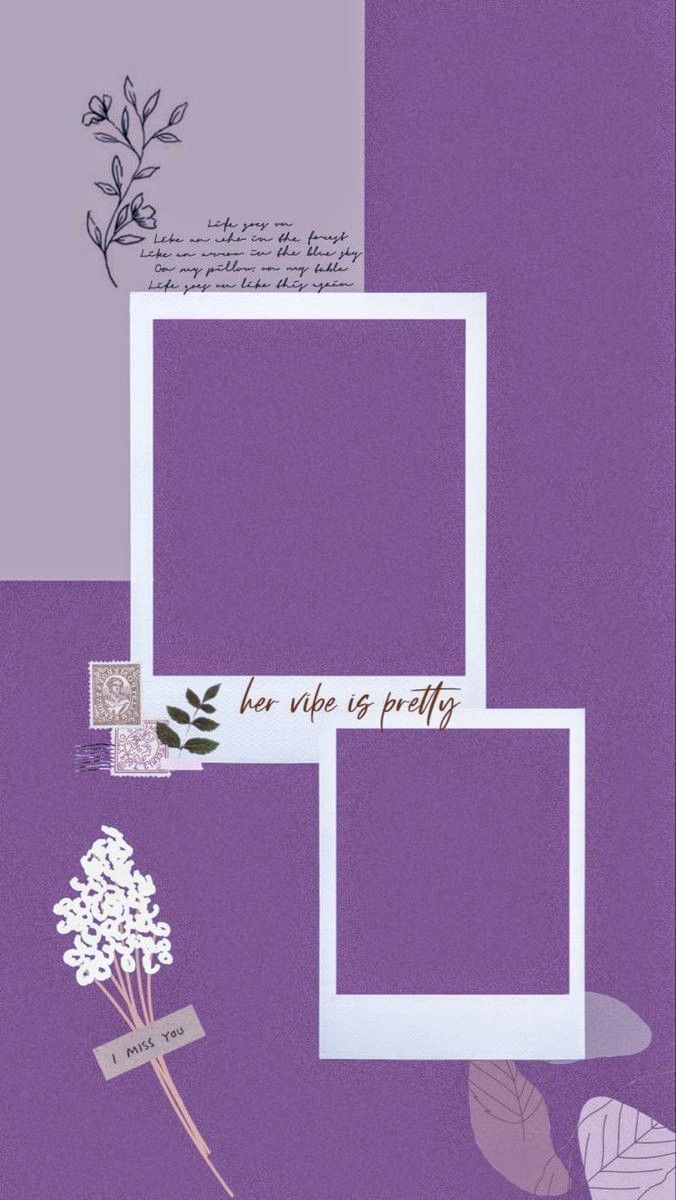 Life goes on
Like an echo in the forest
Like an arrow in the blue sky
On my pillow, on my table
Life goes on like this again
her vibe is pretty
I MISS YOU